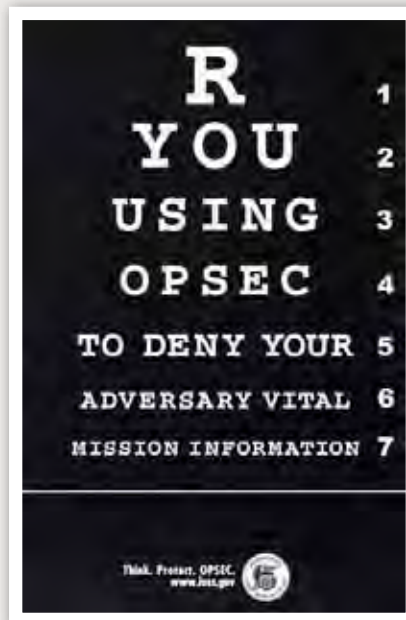 R 1
YOU 2
USING 3
OPSEC 4
TO DENY YOUR 5
ADVERSARY VITAL 6
MISSION INFORMATION 7
Think. Protect. OPSEC.
www.ioss.gov